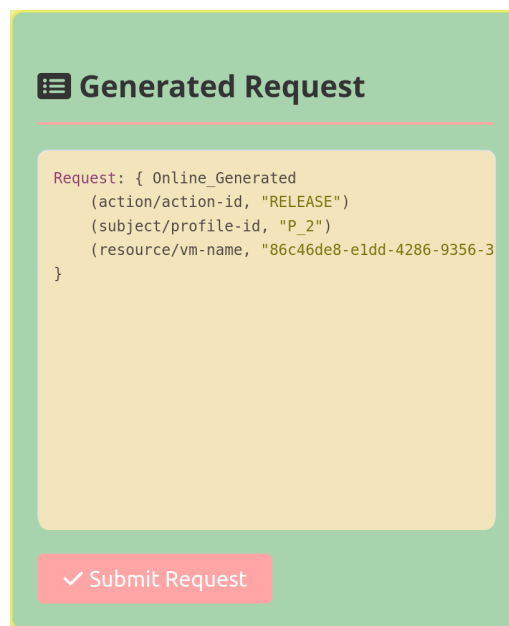 Generated Request
Request: { Online_Generated
    (action/action-id, "RELEASE")
    (subject/profile-id, "P_2")
    (resource/vm-name, "86c46de8-e1dd-4286-9356-3
}
Submit Request